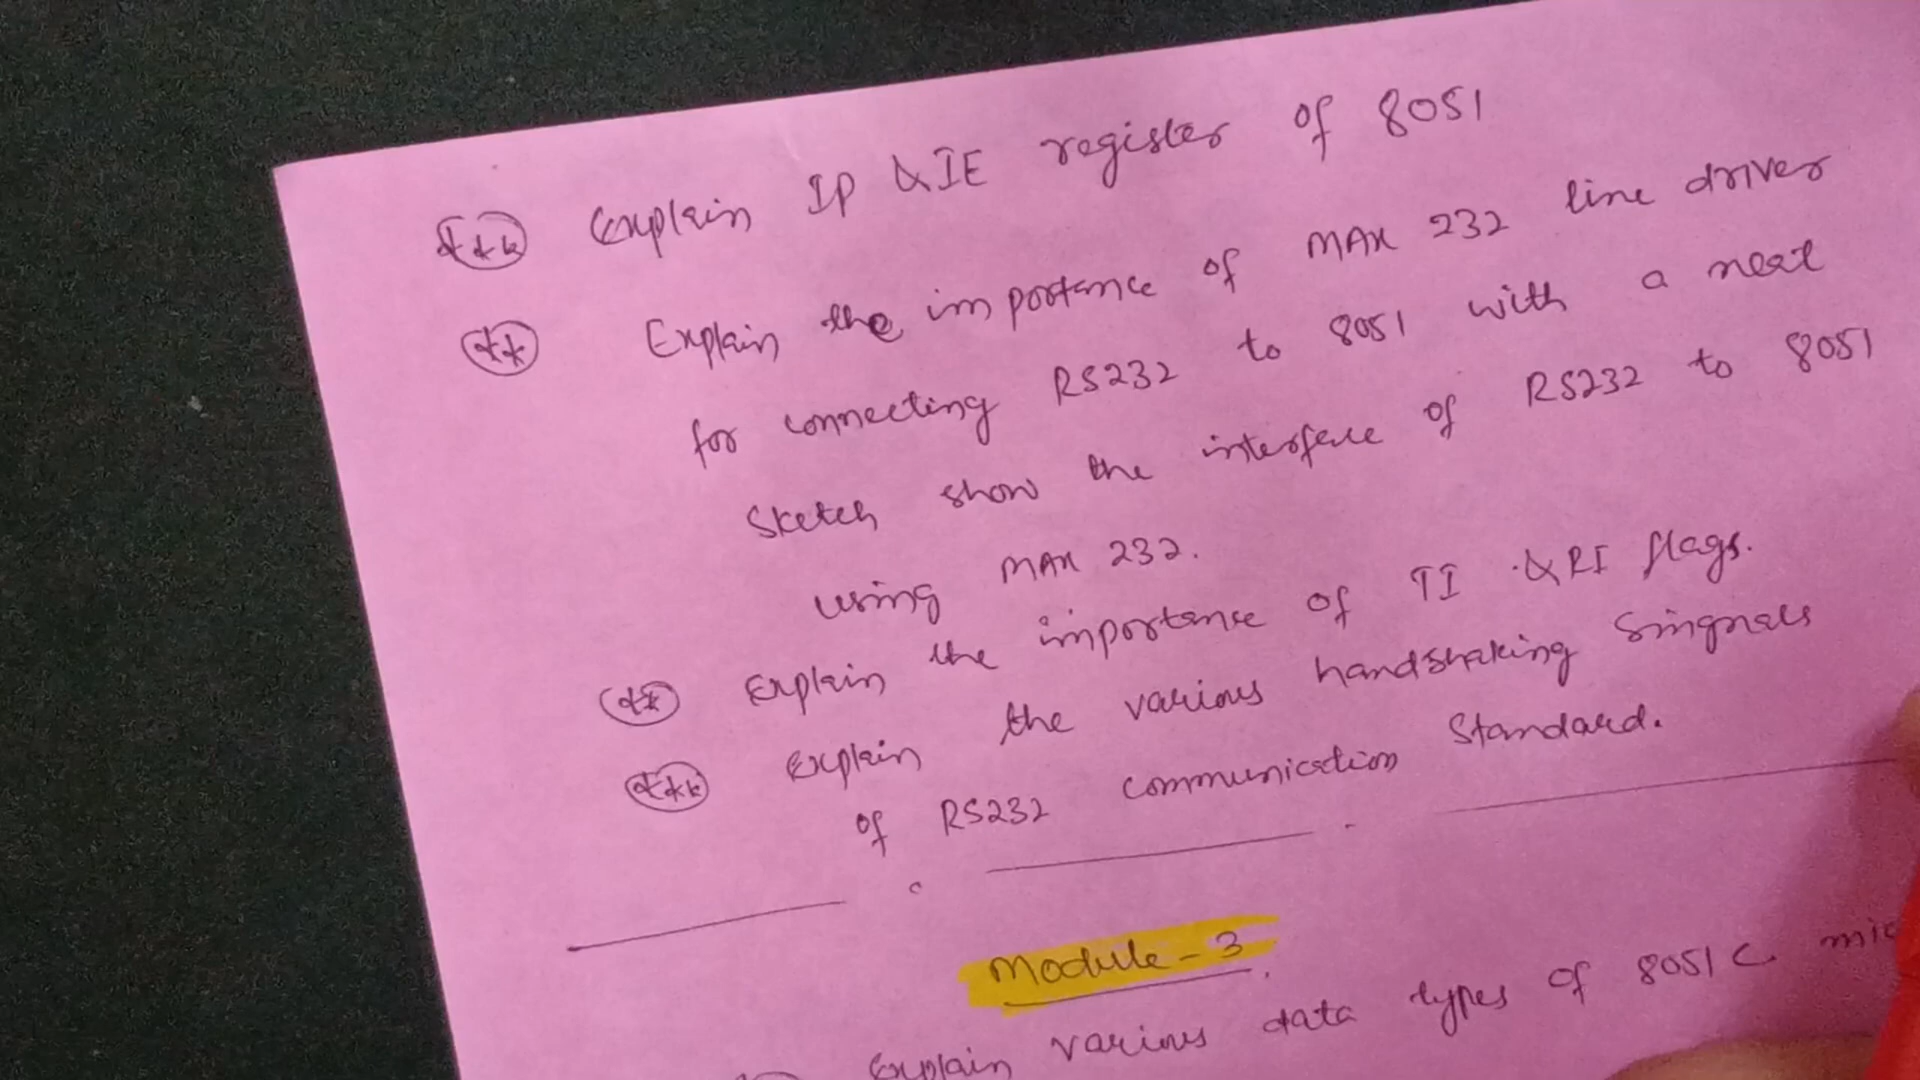 *** Explain IP & IE register of 8051
** Explain the importance of MAX 232 line driver
for connecting RS232 to 8051 with a neat
sketch show the interface of RS232 to 8051
using MAX 232.
** Explain the importance of TI & RI flags.
*** Explain the various handshaking Singnals
of RS232 communication Standard.
Module - 3
Explain various data types of 8051 C